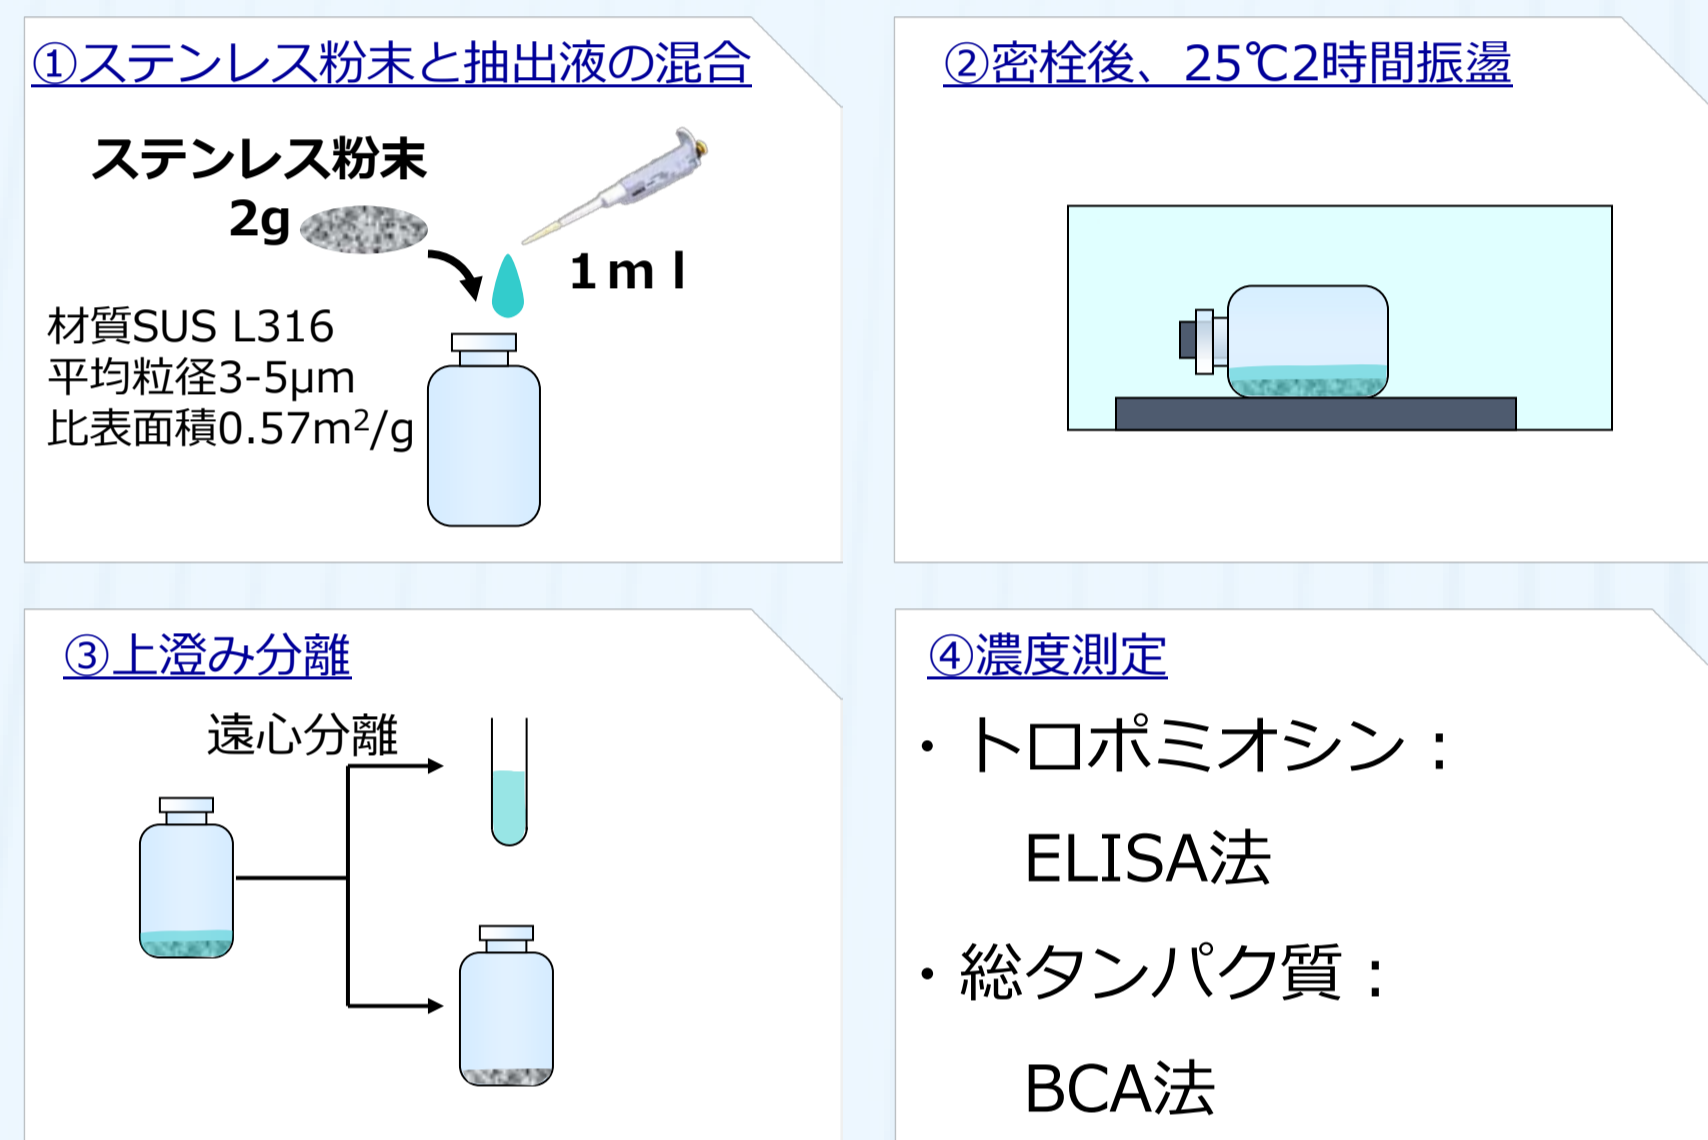 ①ステンレス粉末と抽出液の混合
ステンレス粉末
2g
1ml
材質SUS L316
平均粒径3-5μm
比表面積0.57m²/g
②密栓後、25℃2時間振盪
③上澄み分離
遠心分離
④濃度測定
・トロポミオシン：
ELISA法
・総タンパク質：
BCA法